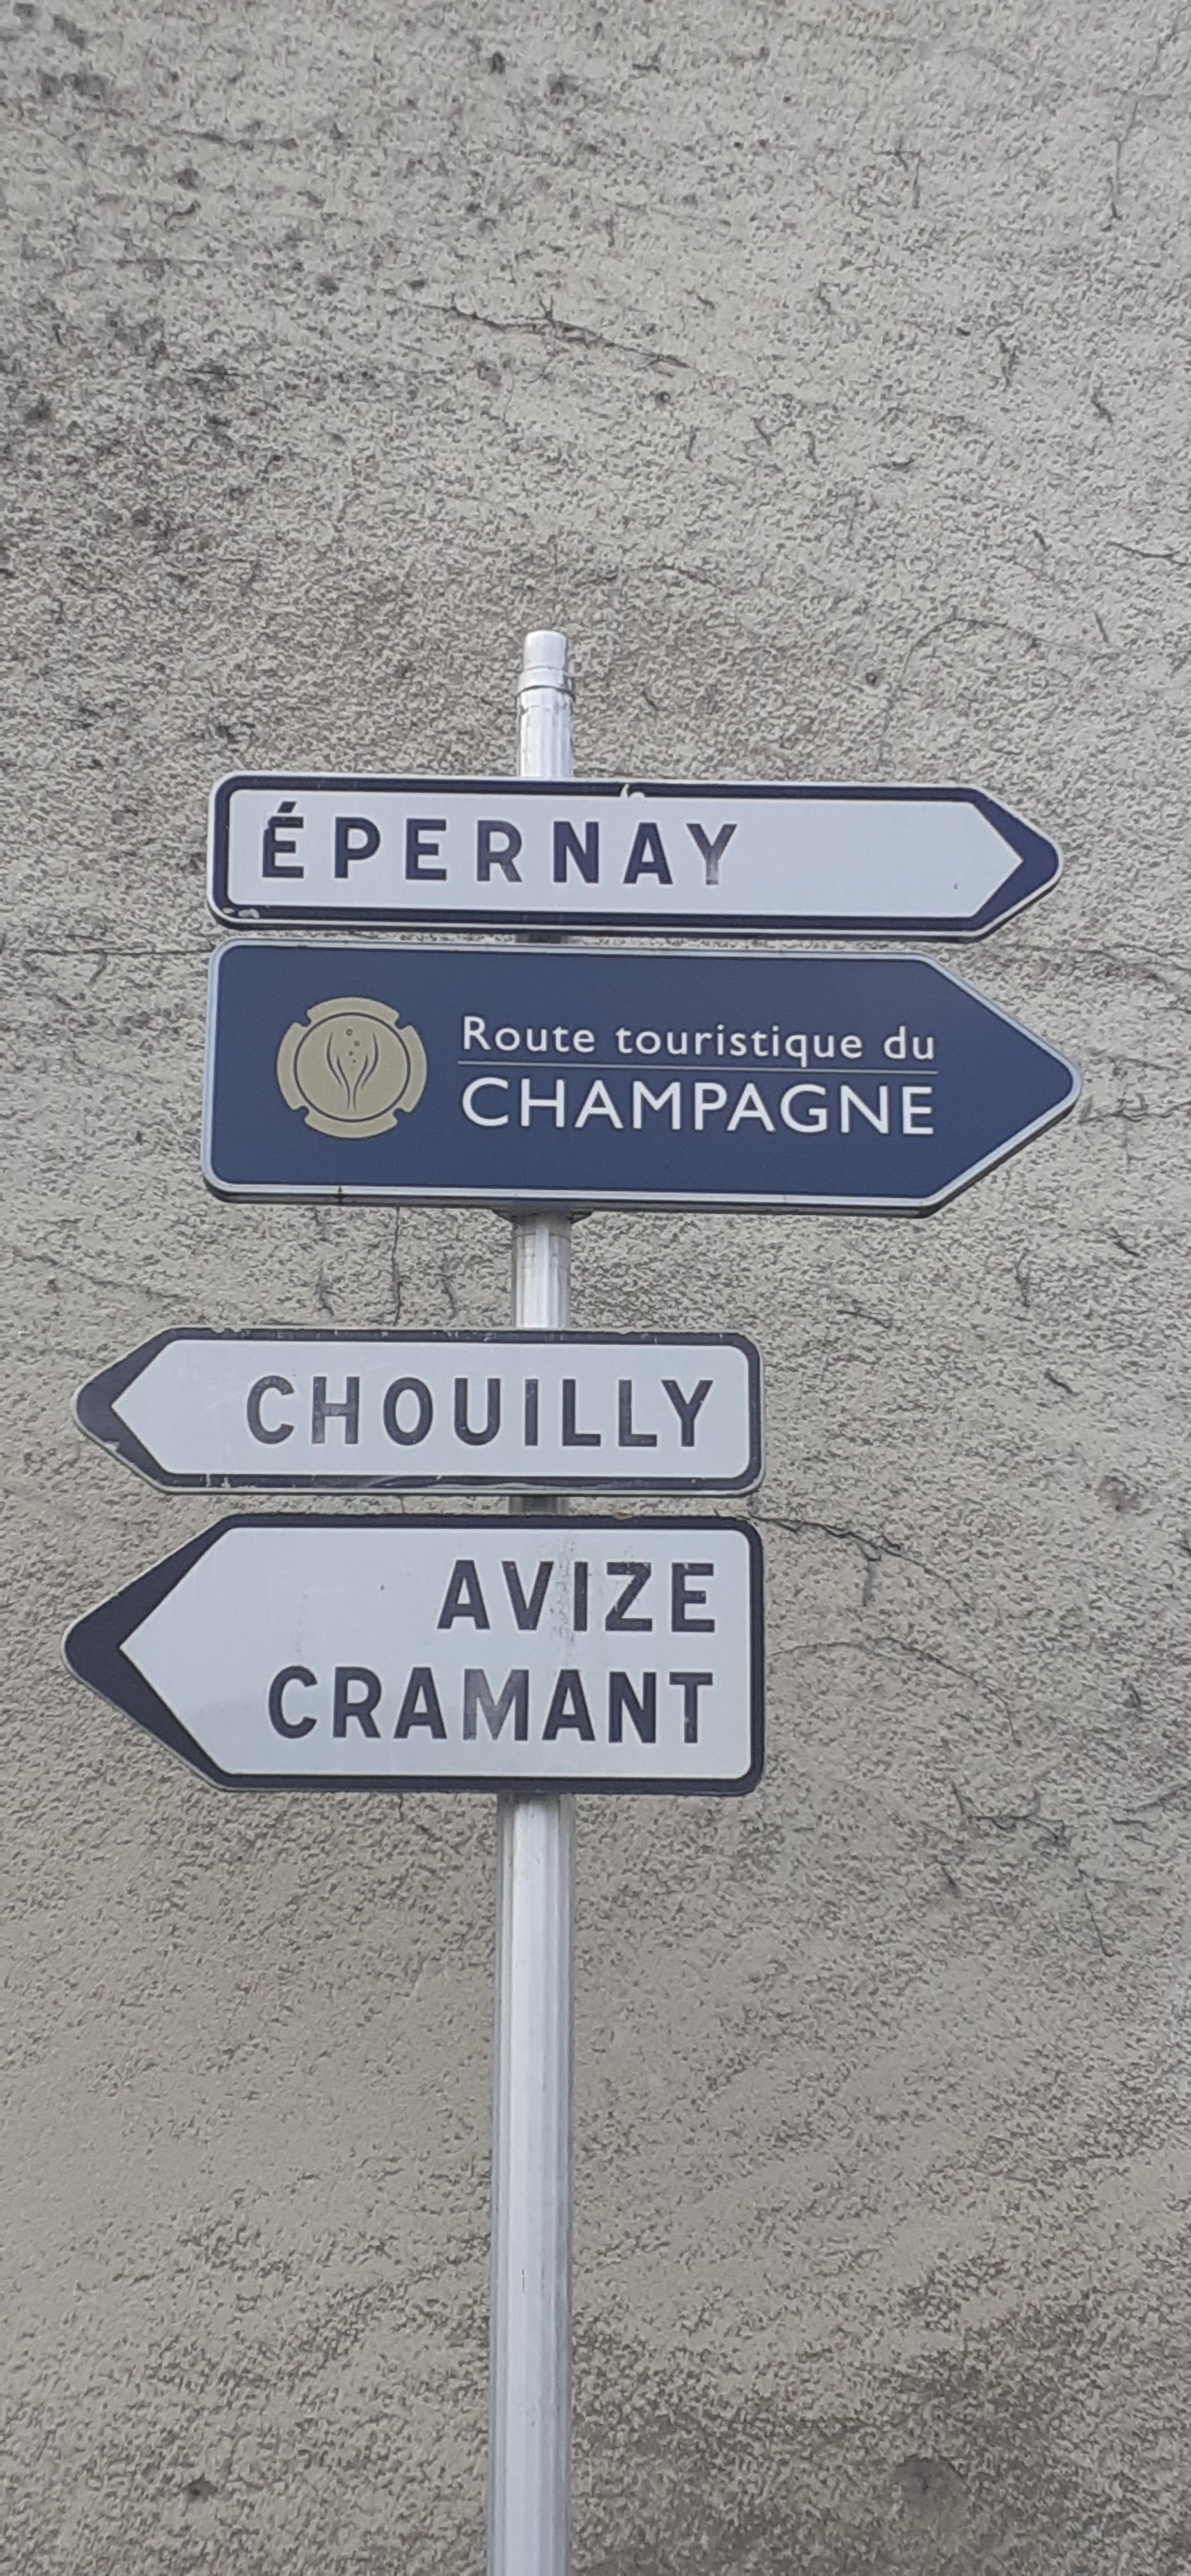 ÉPERNAY
Route touristique du
CHAMPAGNE
CHOUILLY
AVIZE
CRAMANT